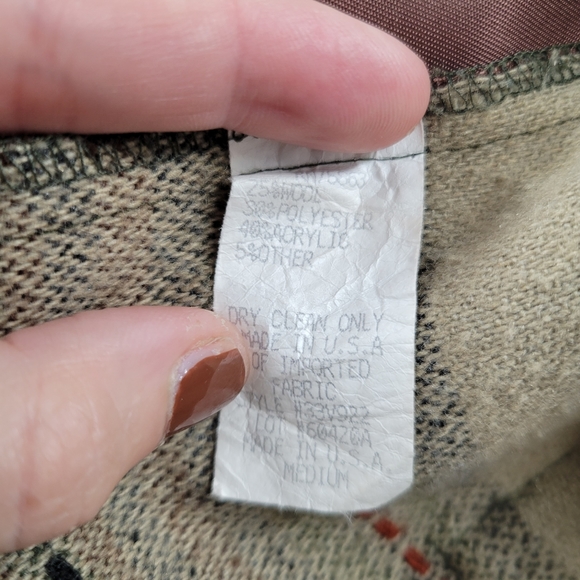 25%WOOL
30%POLYESTER
40%ACRYLIC
5%OTHER
DRY CLEAN ONLY
MADE IN U.S.A
OF IMPORTED
FABRIC
STYLE #33V922
LOT
MADE IN U.S.A
MEDIUM